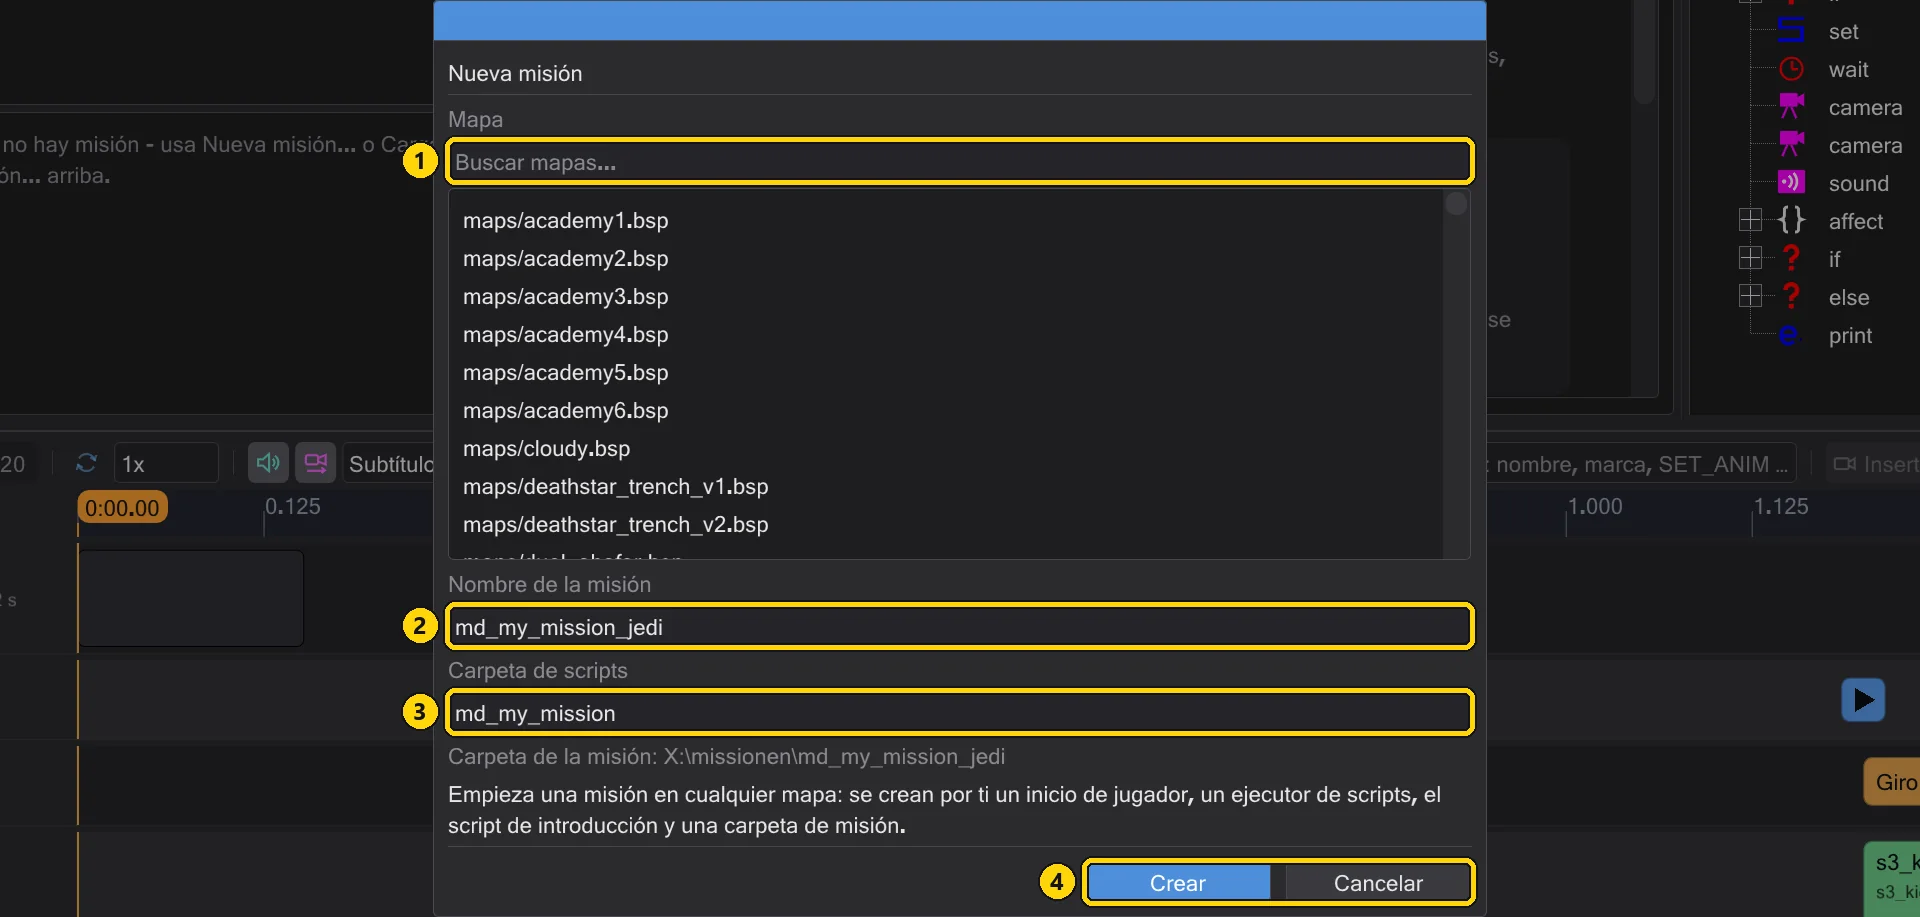 Nueva misión
Mapa
1
Buscar mapas...
maps/academy1.bsp
maps/academy2.bsp
maps/academy3.bsp
maps/academy4.bsp
maps/academy5.bsp
maps/academy6.bsp
maps/cloudy.bsp
maps/deathstar_trench_v1.bsp
maps/deathstar_trench_v2.bsp
Nombre de la misión
2
md_my_mission_jedi
Carpeta de scripts
3
md_my_mission
Carpeta de la misión: X:\missionen\md_my_mission_jedi
Empieza una misión en cualquier mapa: se crean por ti un inicio de jugador, un ejecutor de scripts, el
script de introducción y una carpeta de misión.
4
Crear
Cancelar
no hay misión - usa Nueva misión... o
ón... arriba.
s,
se
set
wait
camera
camera
sound
affect
if
else
print
20
1x
Subtítulo
: nombre, marca, SET_ANIM ...
Insert
0:00.00
0.125
1.000
1.125
s
Giro
s3_k
s3_ki